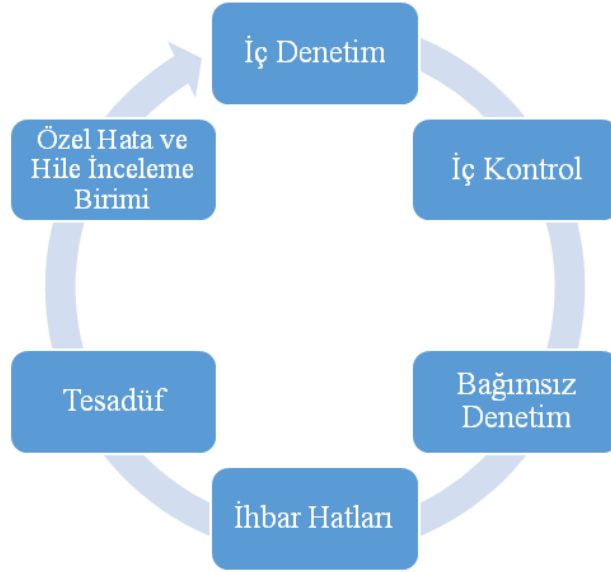 İç Denetim
İç Kontrol
Bağımsız
Denetim
İhbar Hatları
Tesadüf
Özel Hata ve
Hile İnceleme
Birimi